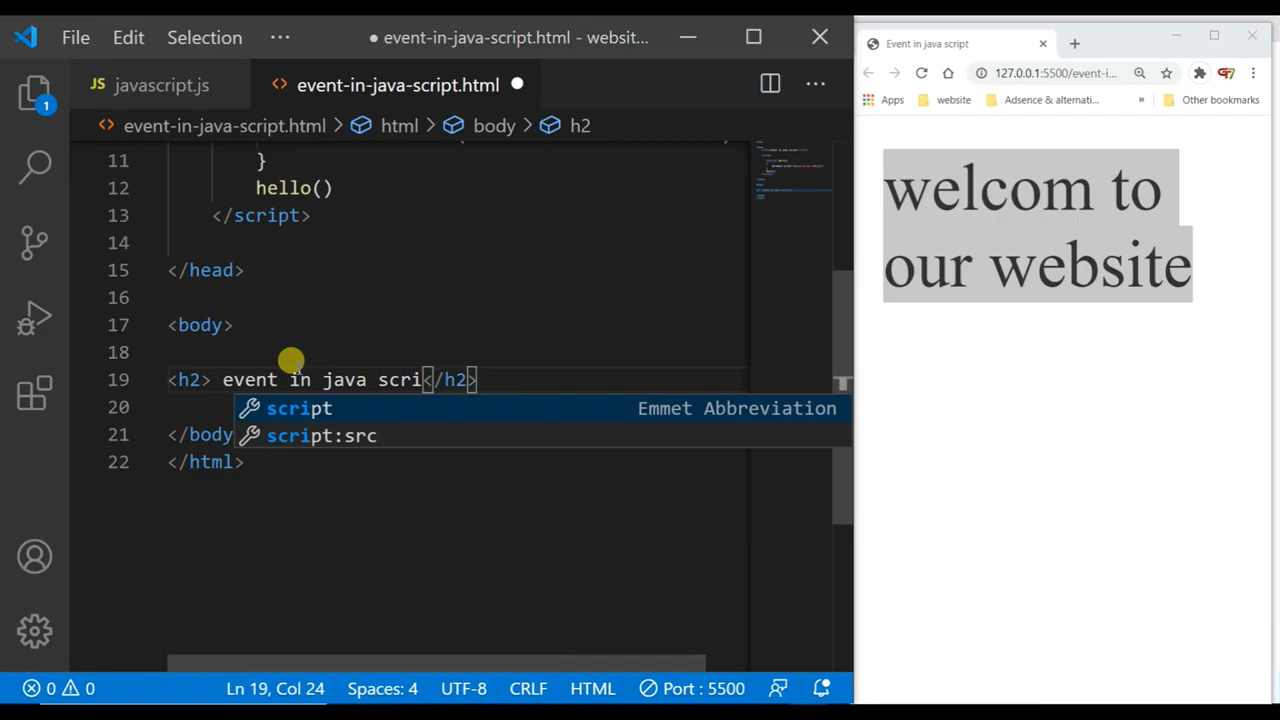 File Edit Selection ··· ● event-in-java-script.html - websit...
JS javascript.js <> event-in-java-script.html ●
<> event-in-java-script.html > html > body > h2
1
11 }
12 hello()
13 </script>
14
15 </head>
16
17 <body>
18
19 <h2> event in java scri</h2>
20
21 </body
22 </html>
script Emmet Abbreviation
script:src
0 0 Ln 19, Col 24 Spaces: 4 UTF-8 CRLF HTML Port : 5500
Event in java script
127.0.0.1:5500/event-i...
Apps website Adsence & alternati... » Other bookmarks
welcom to
our website